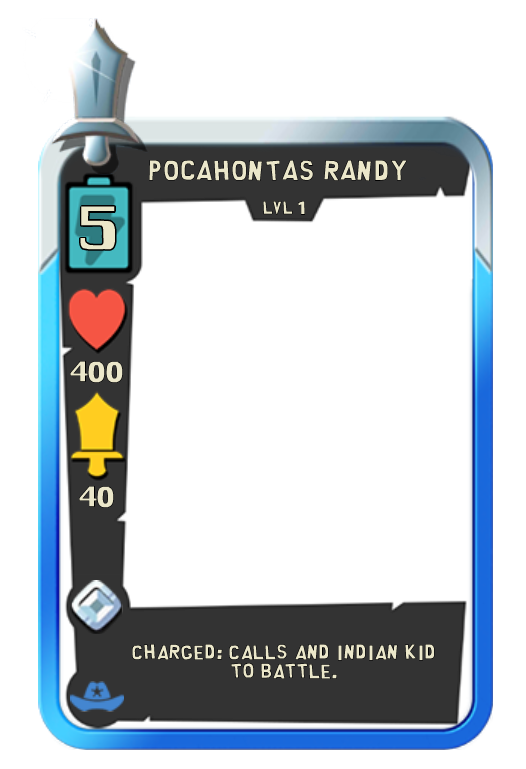 POCAHONTAS RANDY
LVL 1
5
400
40
CHARGED: CALLS AND INDIAN KID
TO BATTLE.